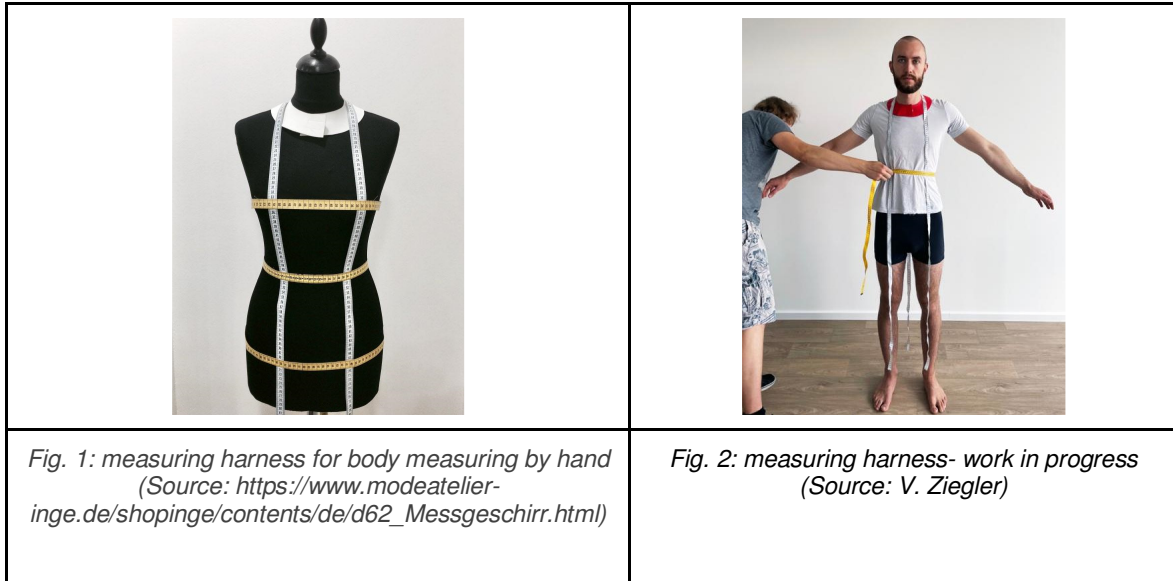 Fig. 1: measuring harness for body measuring by hand
(Source: https://www.modeatelier-
inge.de/shopinge/contents/de/d62_Messgeschirr.html)
Fig. 2: measuring harness- work in progress
(Source: V. Ziegler)